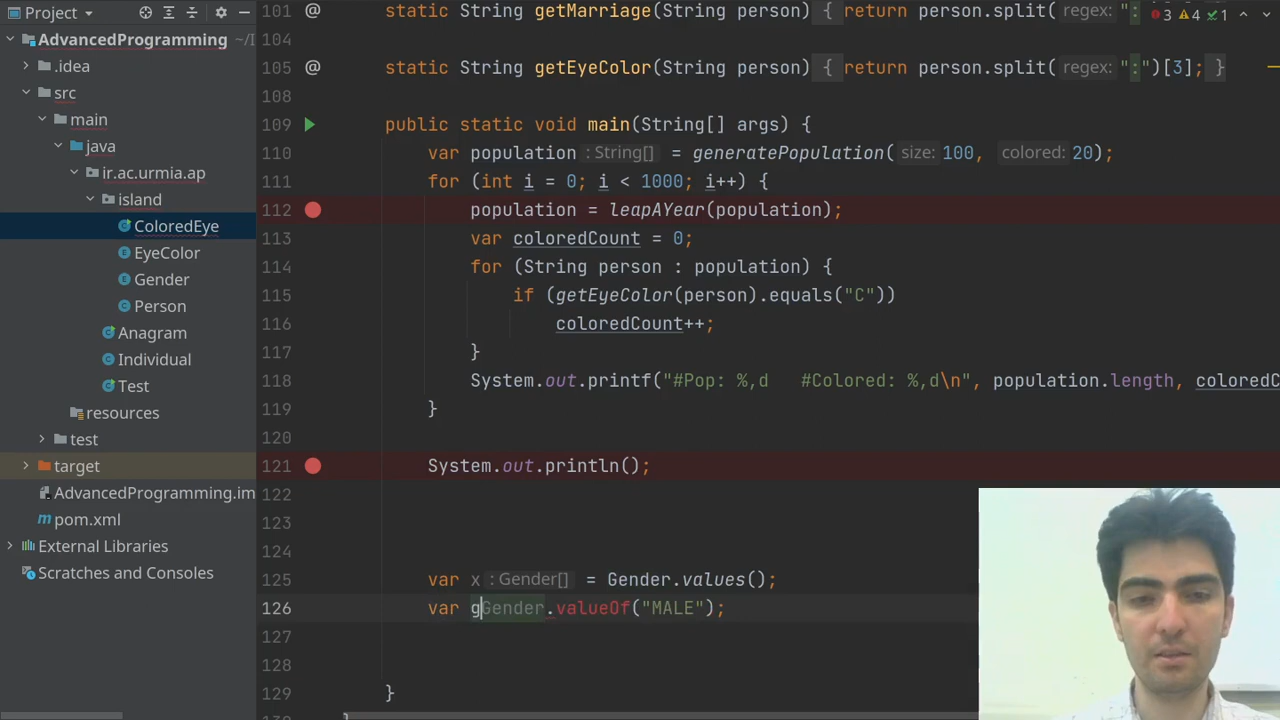 Project
AdvancedProgramming ~/I
.idea
src
main
java
ir.ac.urmia.ap
island
ColoredEye
EyeColor
Gender
Person
Anagram
Individual
Test
resources
test
target
AdvancedProgramming.im
pom.xml
External Libraries
Scratches and Consoles
101 @ static String getMarriage(String person) { return person.split( regex: ": 3 4 1
104
105 @ static String getEyeColor(String person) { return person.split( regex: ":")[3]; }
108
109 public static void main(String[] args) {
110 var population : String[] = generatePopulation( size: 100, colored: 20);
111 for (int i = 0; i < 1000; i++) {
112 population = leapAYear(population);
113 var coloredCount = 0;
114 for (String person : population) {
115 if (getEyeColor(person).equals("C"))
116 coloredCount++;
117 }
118 System.out.printf("#Pop: %,d   #Colored: %,d\n", population.length, coloredC
119 }
120
121 System.out.println();
122
123
124
125 var x : Gender[] = Gender.values();
126 var gGender.valueOf("MALE");
127
128
129 }